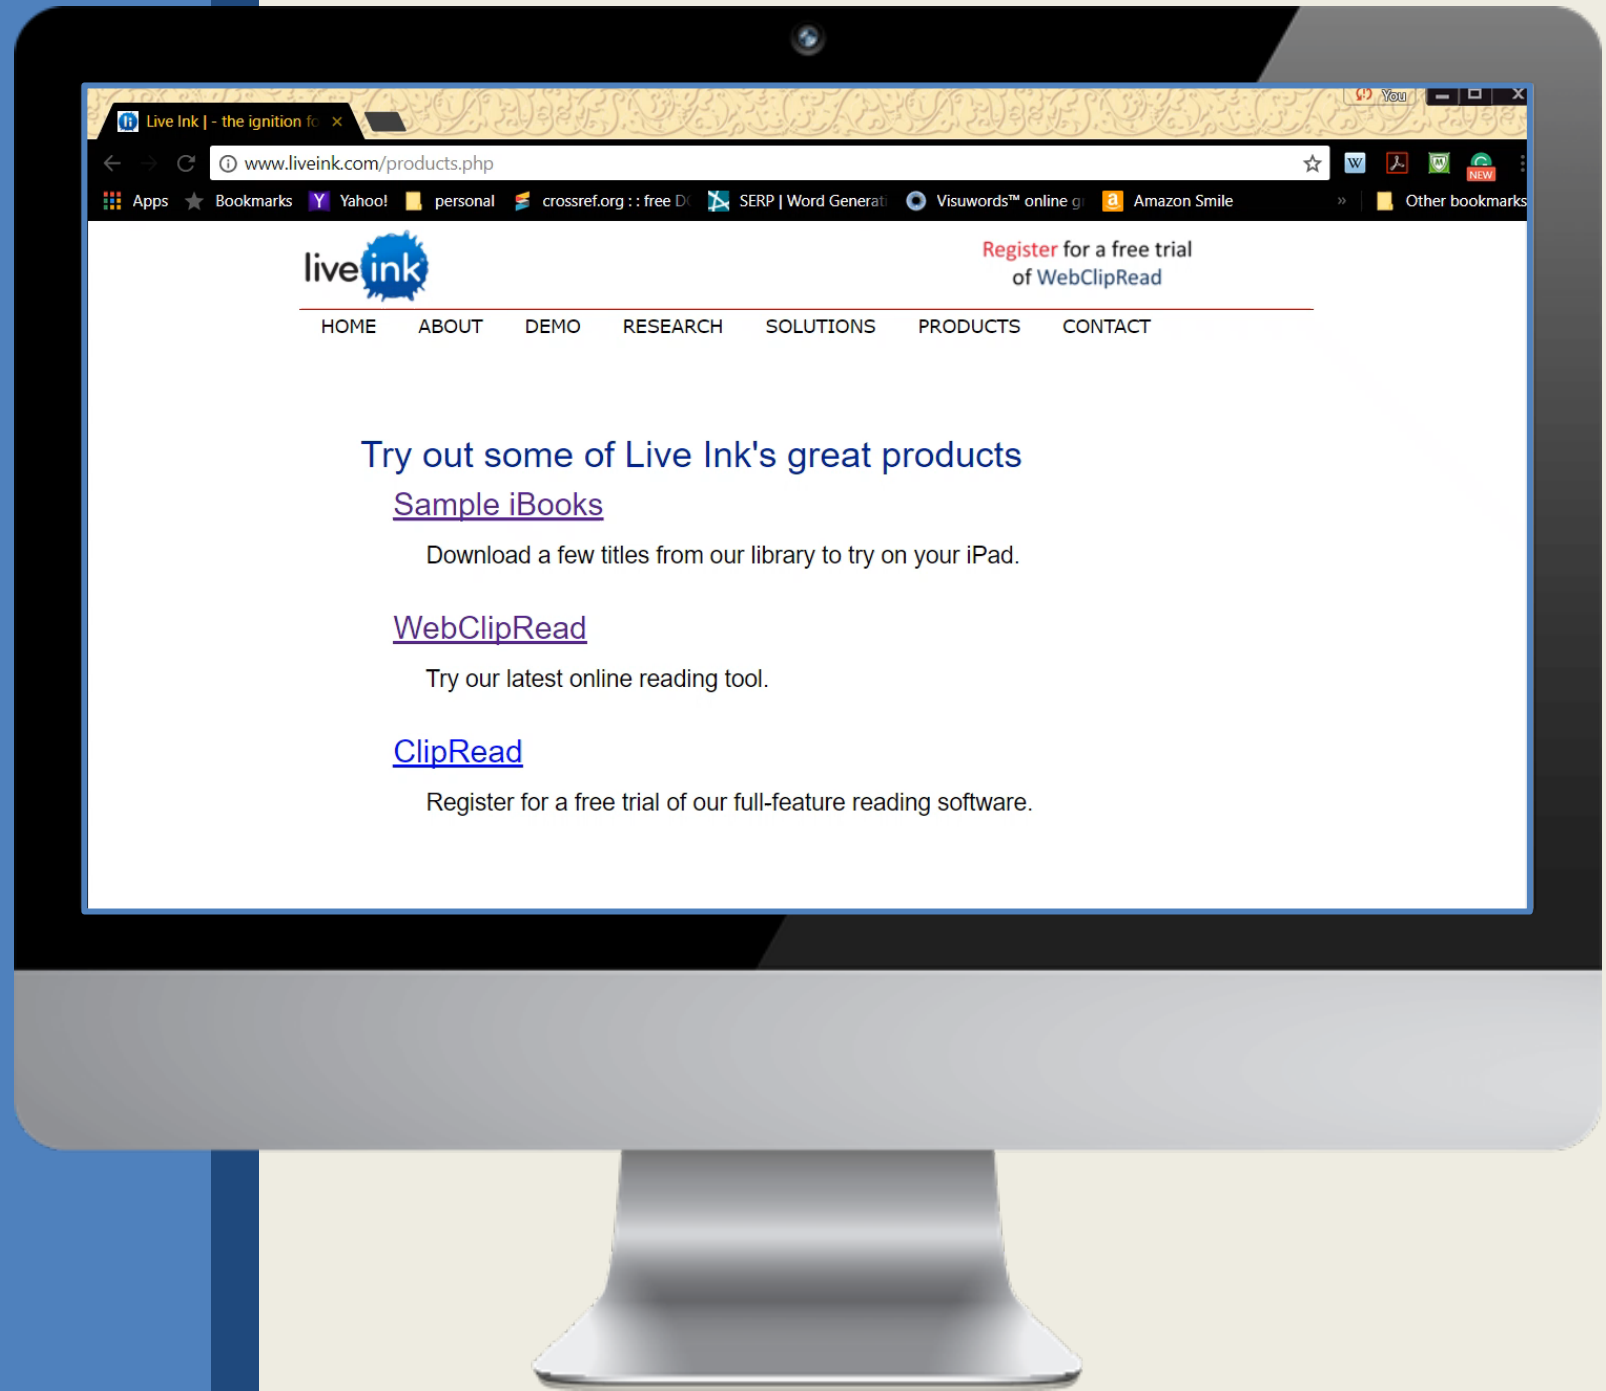 You
Live Ink | - the ignition fo
www.liveink.com/products.php
NEW
Apps Bookmarks Yahoo! personal crossref.org : : free D SERP | Word Generati Visuwords™ online g Amazon Smile » Other bookmarks
live ink
Register for a free trial
of WebClipRead
HOME ABOUT DEMO RESEARCH SOLUTIONS PRODUCTS CONTACT
Try out some of Live Ink's great products
Sample iBooks
Download a few titles from our library to try on your iPad.
WebClipRead
Try our latest online reading tool.
ClipRead
Register for a free trial of our full-feature reading software.